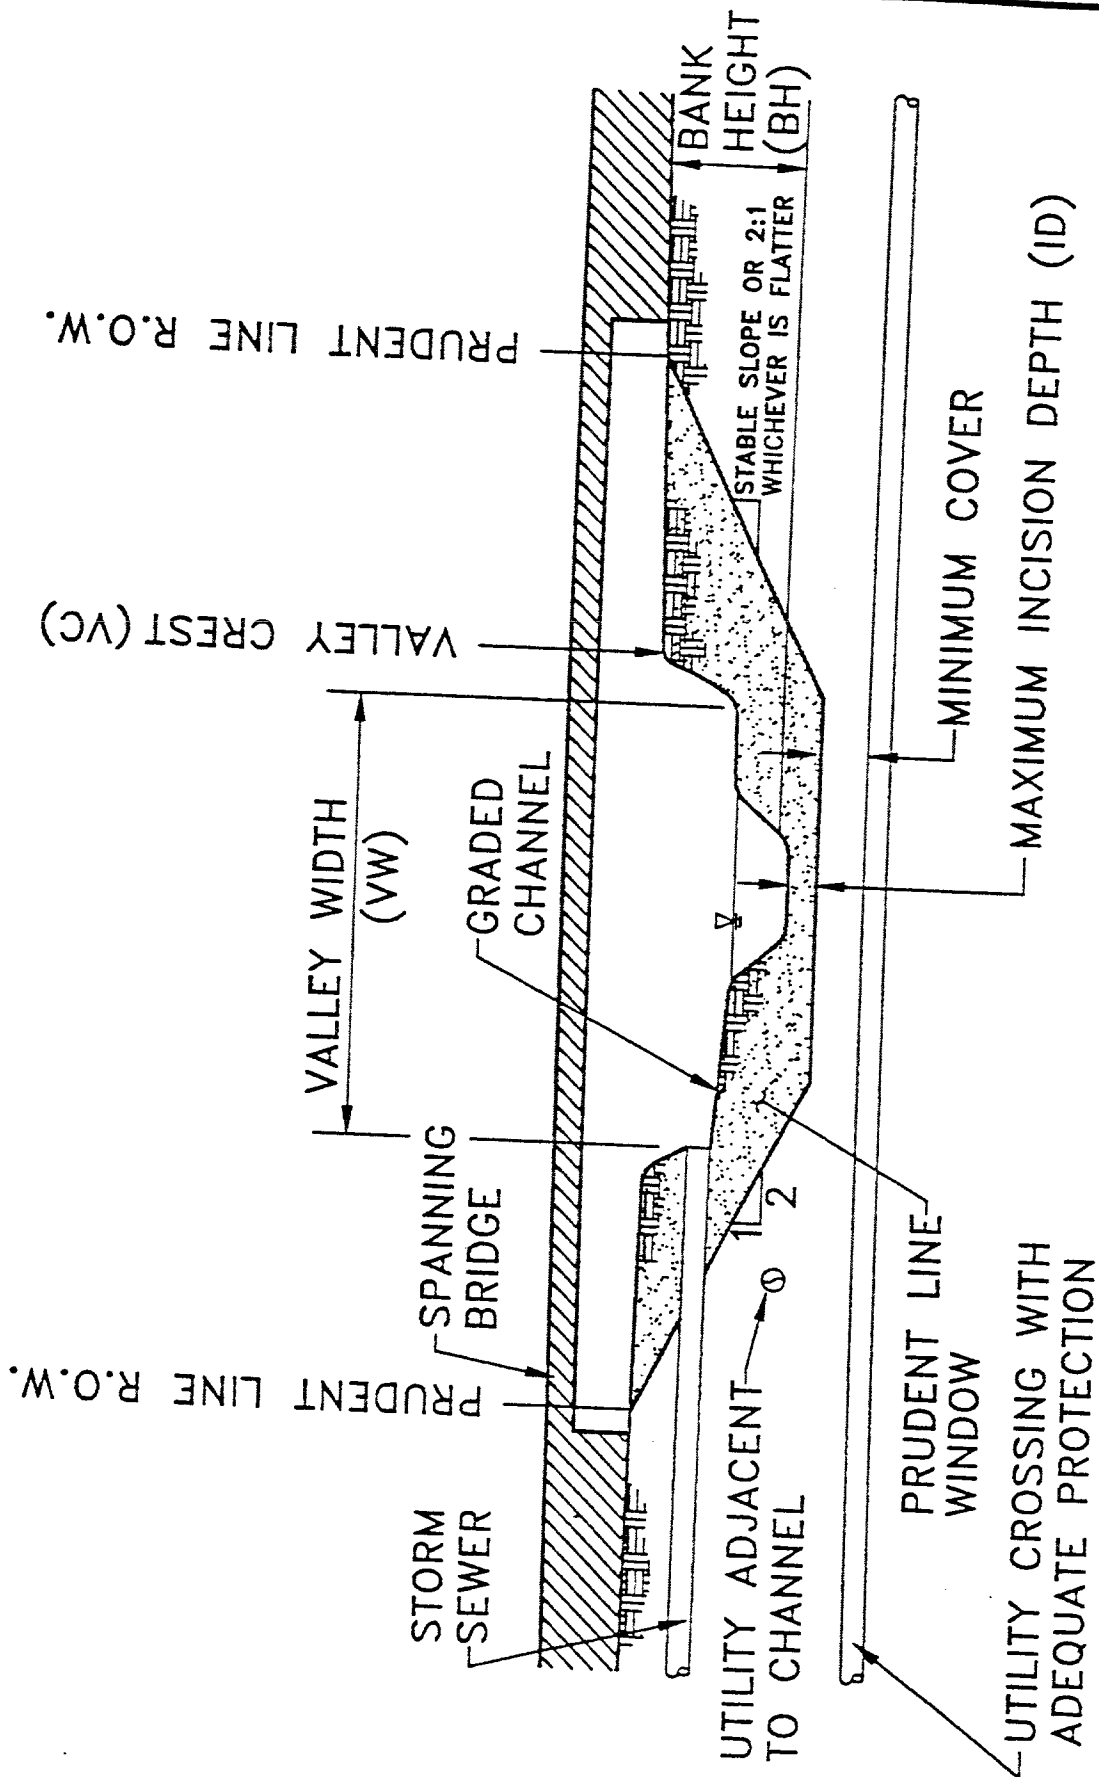 PRUDENT LINE R.O.W.
PRUDENT LINE R.O.W.
VALLEY CREST (VC)
VALLEY WIDTH
(VW)
SPANNING
BRIDGE
GRADED
CHANNEL
STORM
SEWER
BANK
HEIGHT
(BH)
STABLE SLOPE OR 2:1
WHICHEVER IS FLATTER
1
2
UTILITY ADJACENT
TO CHANNEL
PRUDENT LINE
WINDOW
MINIMUM COVER
MAXIMUM INCISION DEPTH (ID)
UTILITY CROSSING WITH
ADEQUATE PROTECTION